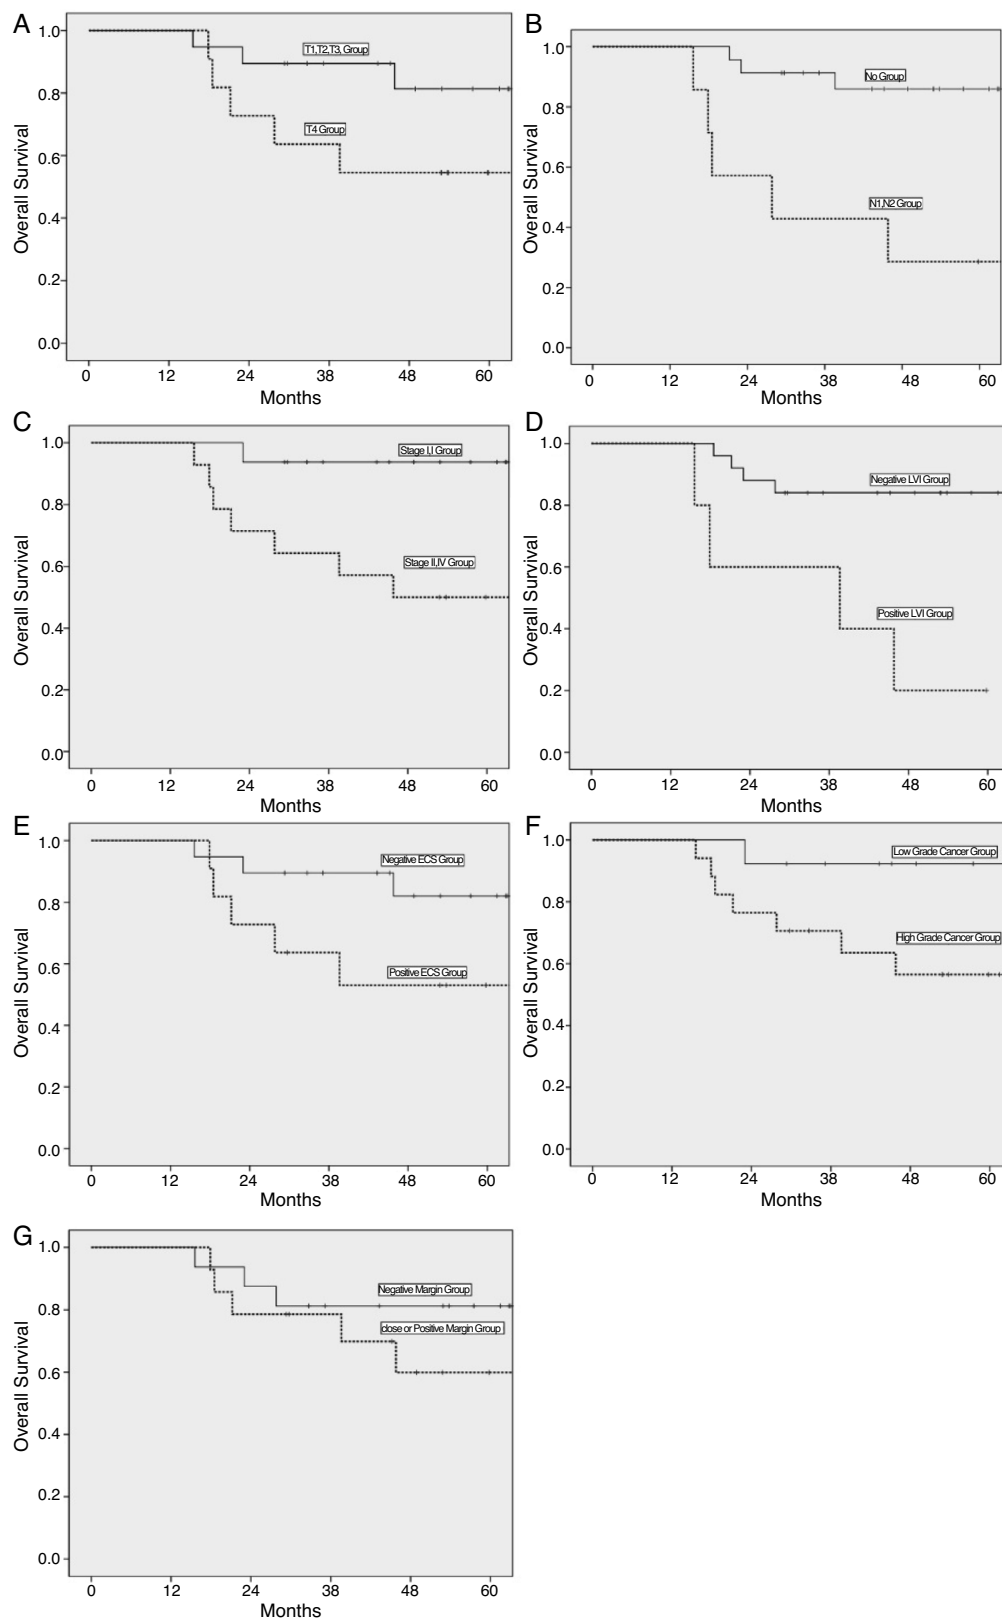 A
Overall Survival
1.0
0.8
0.6
0.4
0.2
0.0
T1,T2,T3, Group
T4 Group
0 12 24 38 48 60
Months
B
Overall Survival
1.0
0.8
0.6
0.4
0.2
0.0
No Group
N1,N2 Group
0 12 24 38 48 60
Months
C
Overall Survival
1.0
0.8
0.6
0.4
0.2
0.0
Stage I,I Group
Stage II,IV Group
0 12 24 38 48 60
Months
D
Overall Survival
1.0
0.8
0.6
0.4
0.2
0.0
Negative LVI Group
Positive LVI Group
0 12 24 38 48 60
Months
E
Overall Survival
1.0
0.8
0.6
0.4
0.2
0.0
Negative ECS Group
Positive ECS Group
0 12 24 38 48 60
Months
F
Overall Survival
1.0
0.8
0.6
0.4
0.2
0.0
Low Grade Cancer Group
High Grade Cancer Group
0 12 24 38 48 60
Months
G
Overall Survival
1.0
0.8
0.6
0.4
0.2
0.0
Negative Margin Group
close or Positive Margin Group
0 12 24 38 48 60
Months